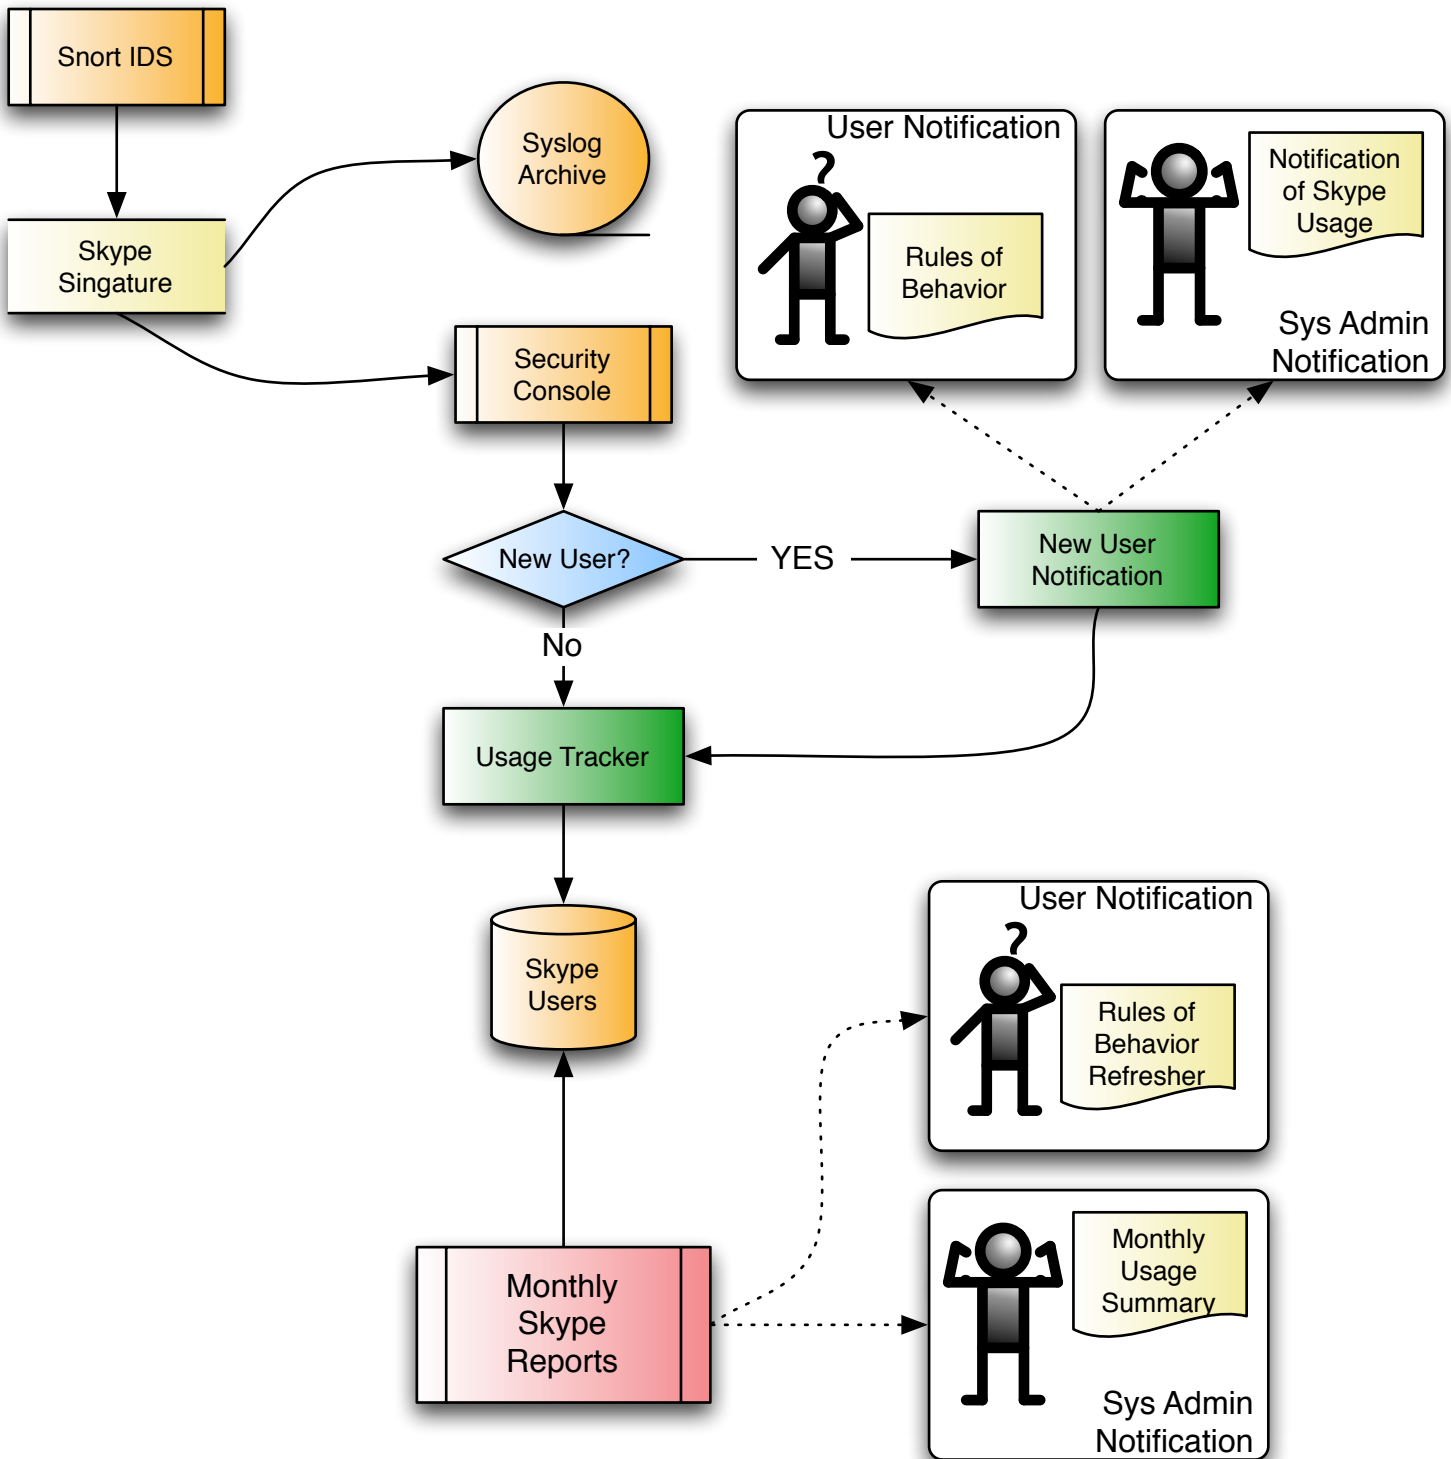 Snort IDS
Syslog
Archive
User Notification
?
Rules of
Behavior
Notification
of Skype
Usage
Sys Admin
Notification
Skype
Singature
Security
Console
New User?
YES
New User
Notification
No
Usage Tracker
Skype
Users
User Notification
?
Rules of
Behavior
Refresher
Monthly
Skype
Reports
Monthly
Usage
Summary
Sys Admin
Notification